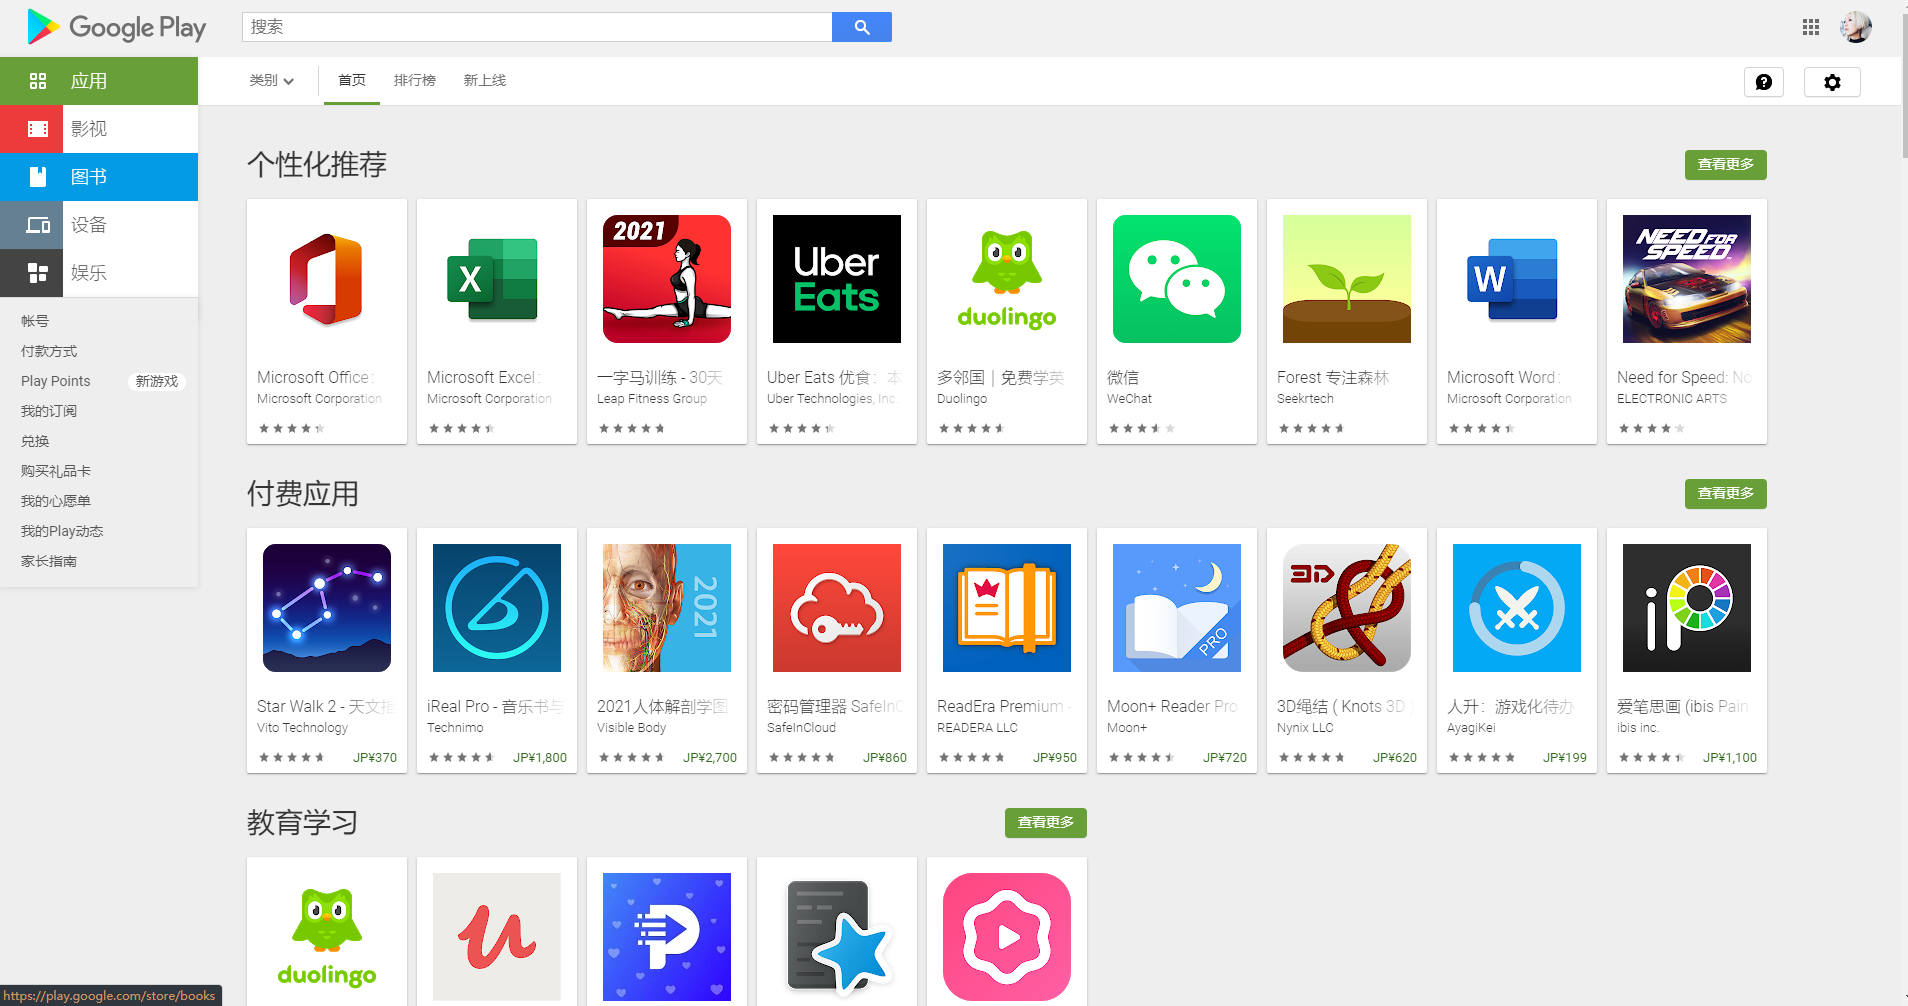 Google Play
搜索
应用
影视
图书
设备
娱乐
帐号
付款方式
Play Points 新游戏
我的订阅
兑换
购买礼品卡
我的心愿单
我的Play动态
家长指南
类别 首页 排行榜 新上线
个性化推荐 查看更多
2021
Uber
Eats
duolingo
X
W
NEED FOR
SPEED
Microsoft Office:
Microsoft Corporation
Microsoft Excel:
Microsoft Corporation
一字马训练 - 30天
Leap Fitness Group
Uber Eats 优食：本
Uber Technologies, Inc.
多邻国｜免费学英
Duolingo
微信
WeChat
Forest 专注森林
Seekrtech
Microsoft Word:
Microsoft Corporation
Need for Speed: No
ELECTRONIC ARTS
付费应用 查看更多
2021
PRO
3D
iP
Star Walk 2 - 天文指
Vito Technology
JP¥370
iReal Pro - 音乐书与
Technimo
JP¥1,800
2021人体解剖学图
Visible Body
JP¥2,700
密码管理器 SafeInC
SafeInCloud
JP¥860
ReadEra Premium -
READERA LLC
JP¥950
Moon+ Reader Pro
Moon+
JP¥720
3D绳结 ( Knots 3D )
Nynix LLC
JP¥620
人升：游戏化待办
AyagiKei
JP¥199
爱笔思画 (ibis Pain
ibis inc.
JP¥1,100
教育学习 查看更多
duolingo
https://play.google.com/store/books